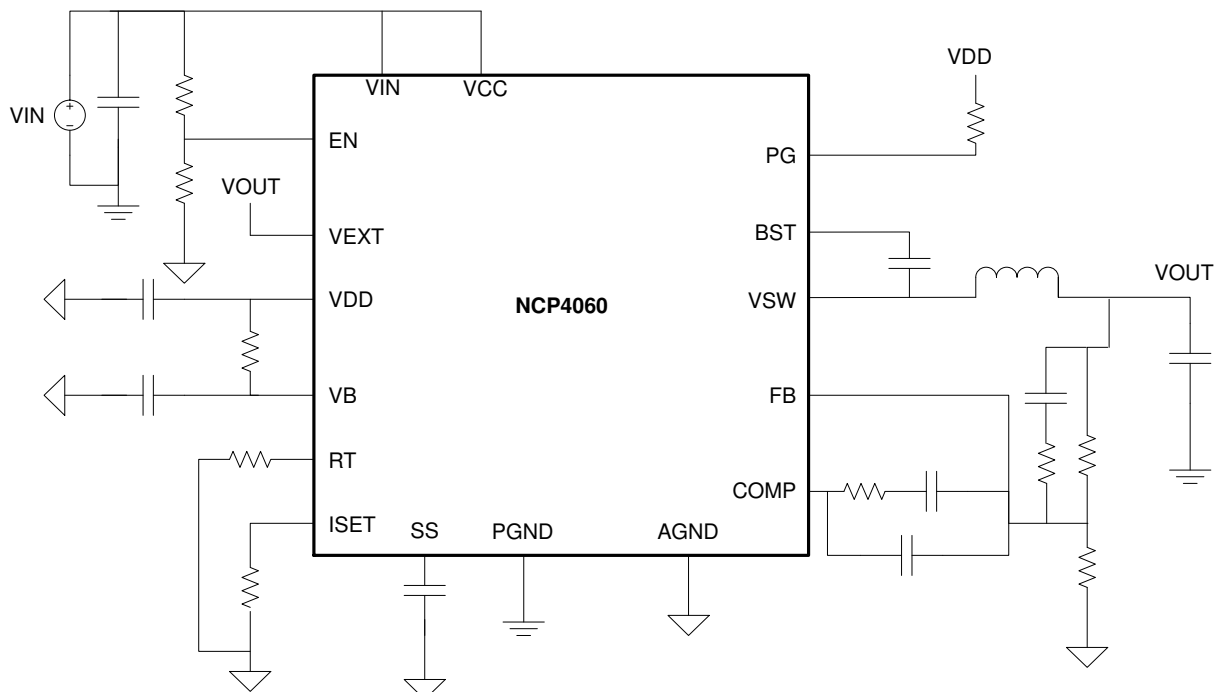 VDD
VIN
VCC
VIN
EN
PG
VOUT
VEXT
BST
VOUT
VDD
NCP4060
VSW
VB
FB
RT
COMP
ISET
SS
PGND
AGND